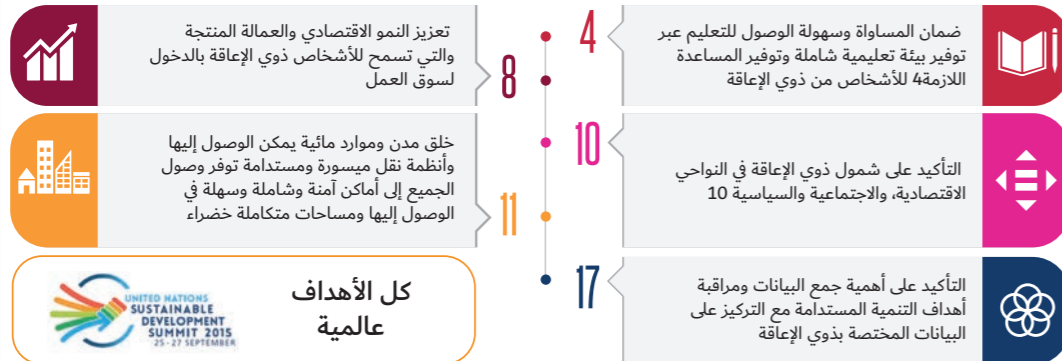 4
ضمان المساواة وسهولة الوصول للتعليم عبر
توفير بيئة تعليمية شاملة وتوفير المساعدة
اللازمة4 للأشخاص من ذوي الإعاقة
8
تعزيز النمو الاقتصادي والعمالة المنتجة
والتي تسمح للأشخاص ذوي الإعاقة بالدخول
لسوق العمل
10
التأكيد على شمول ذوي الإعاقة في النواحي
الاقتصادية، والاجتماعية والسياسية 10
11
خلق مدن وموارد مائية يمكن الوصول إليها
وأنظمة نقل ميسورة ومستدامة توفر وصول
الجميع إلى أماكن آمنة وشاملة وسهلة في
الوصول إليها ومساحات متكاملة خضراء
17
التأكيد على أهمية جمع البيانات ومراقبة
أهداف التنمية المستدامة مع التركيز على
البيانات المختصة بذوي الإعاقة
كل الأهداف
عالمية
UNITED NATIONS
SUSTAINABLE
DEVELOPMENT
SUMMIT 2015
25 - 27 SEPTEMBER